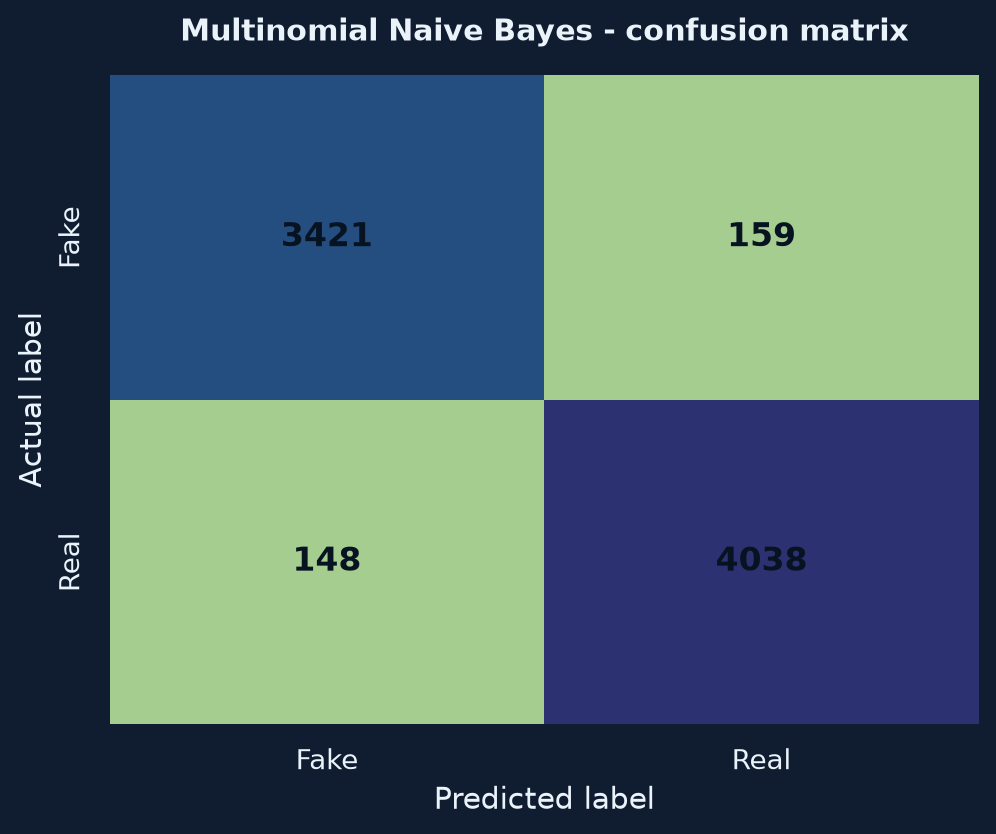 Multinomial Naive Bayes - confusion matrix
Actual label
Fake
3421
159
Real
148
4038
Fake
Real
Predicted label